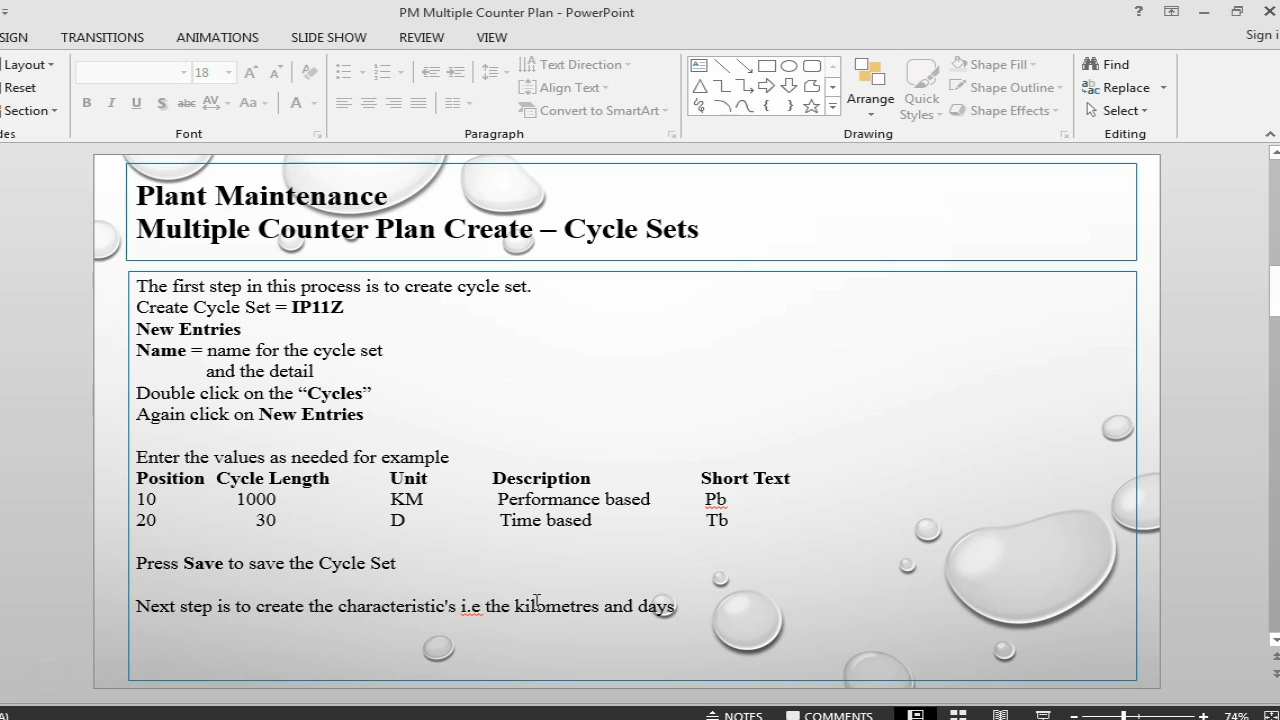 PM Multiple Counter Plan - PowerPoint
SIGN TRANSITIONS ANIMATIONS SLIDE SHOW REVIEW VIEW
Layout
Reset
Section
18
B I U S abc AV Aa A
Font
Text Direction
Align Text
Convert to SmartArt
Paragraph
Arrange
Quick Styles
Shape Fill
Shape Outline
Shape Effects
Drawing
Find
Replace
Select
Editing
Plant Maintenance
Multiple Counter Plan Create – Cycle Sets
The first step in this process is to create cycle set.
Create Cycle Set = IP11Z
New Entries
Name = name for the cycle set
and the detail
Double click on the “Cycles”
Again click on New Entries
Enter the values as needed for example
Position Cycle Length Unit Description Short Text
10 1000 KM Performance based Pb
20 30 D Time based Tb
Press Save to save the Cycle Set
Next step is to create the characteristic's i.e the kilometres and days
NOTES COMMENTS 74%